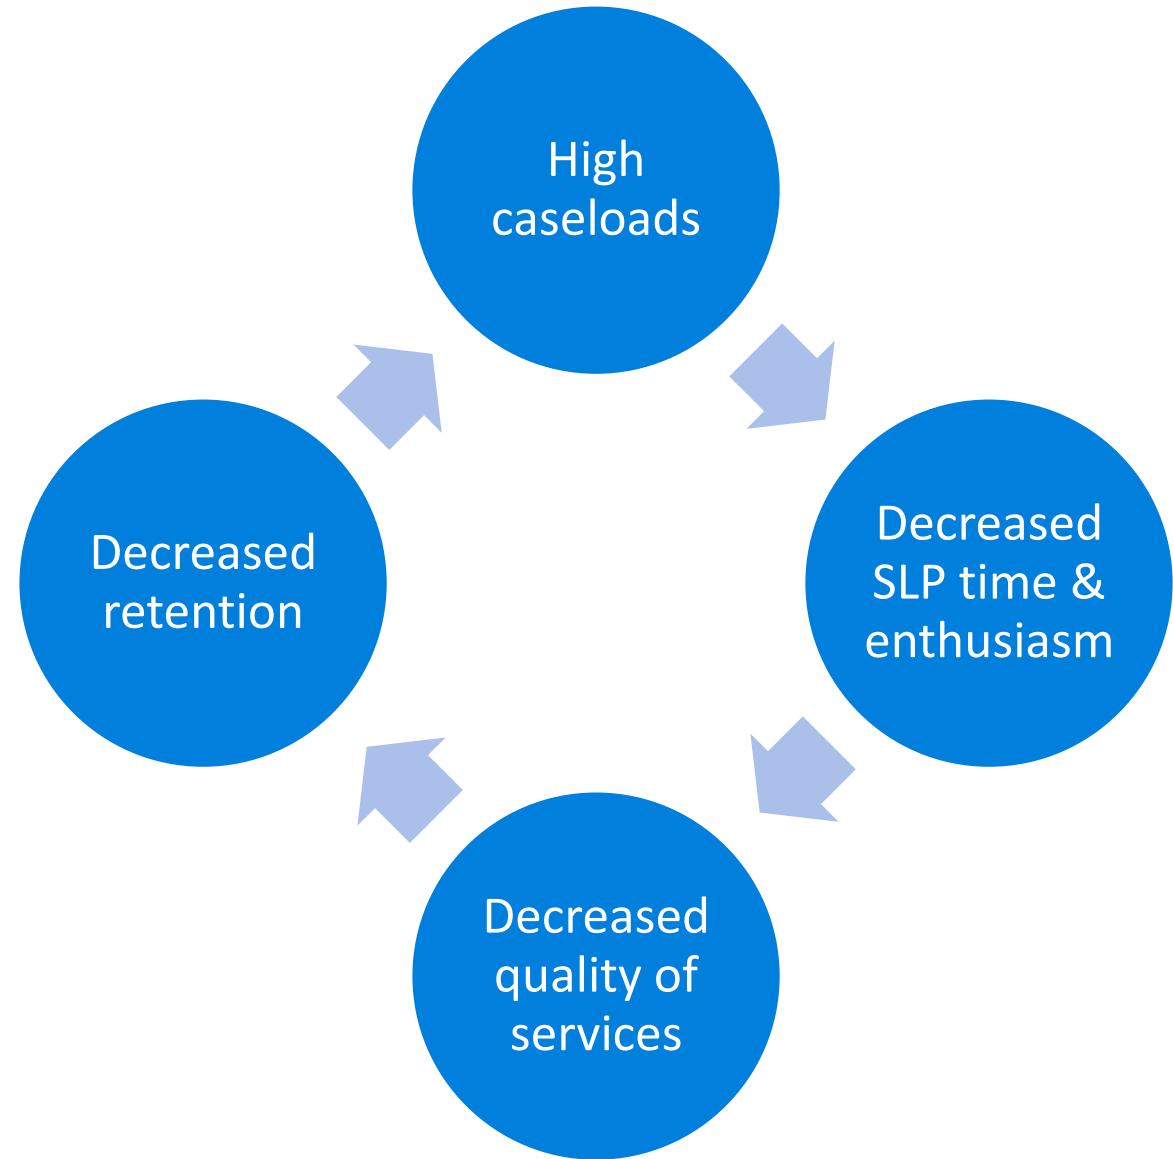 High
caseloads
Decreased
SLP time &
enthusiasm
Decreased
quality of
services
Decreased
retention